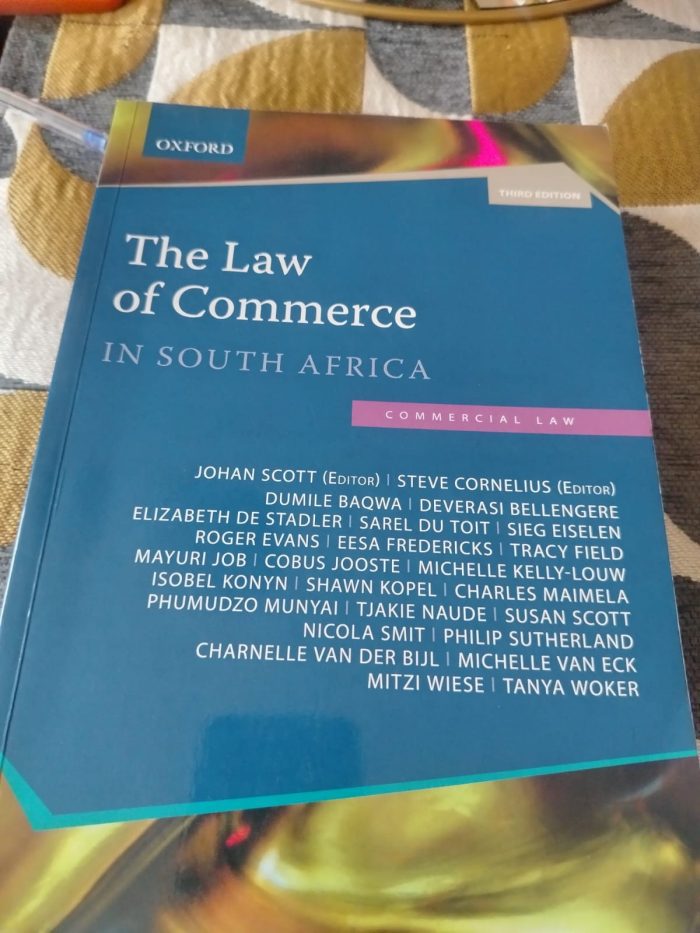 OXFORD
THIRD EDITION
The Law
of Commerce
IN SOUTH AFRICA
COMMERCIAL LAW
JOHAN SCOTT (EDITOR) | STEVE CORNELIUS (EDITOR)
DUMILE BAQWA | DEVERASI BELLENGERE
ELIZABETH DE STADLER | SAREL DU TOIT | SIEG EISELEN
ROGER EVANS | EESA FREDERICKS | TRACY FIELD
MAYURI JOB | COBUS JOOSTE | MICHELLE KELLY-LOUW
ISOBEL KONYN | SHAWN KOPEL | CHARLES MAIMELA
PHUMUDZO MUNYAI | TJAKIE NAUDE | SUSAN SCOTT
NICOLA SMIT | PHILIP SUTHERLAND
CHARNELLE VAN DER BIJL | MICHELLE VAN ECK
MITZI WIESE | TANYA WOKER